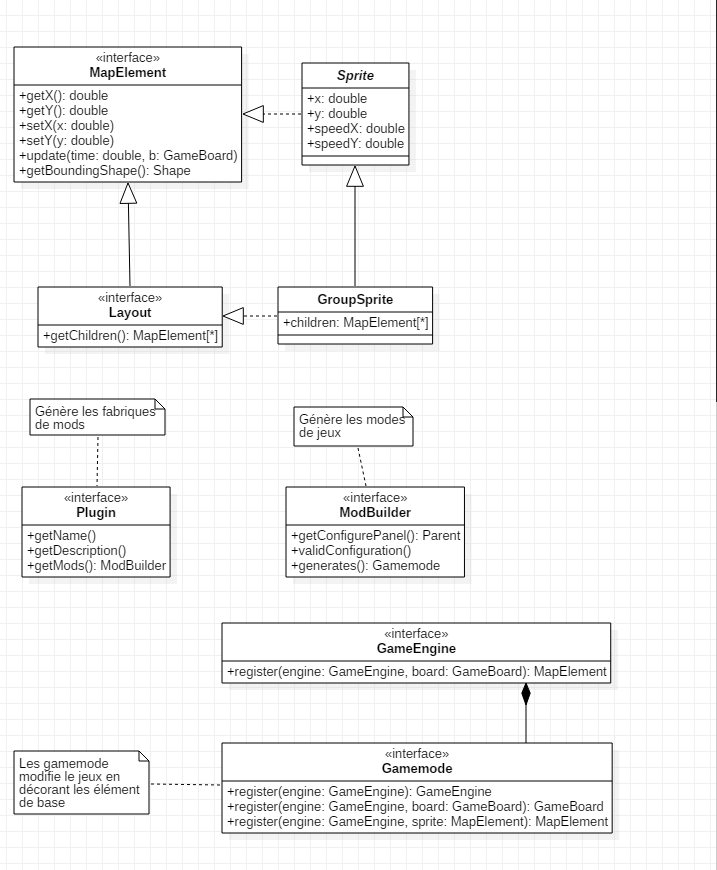 «interface»
MapElement
+getX(): double
+getY(): double
+setX(x: double)
+setY(y: double)
+update(time: double, b: GameBoard)
+getBoundingShape(): Shape
Sprite
+x: double
+y: double
+speedX: double
+speedY: double
«interface»
Layout
+getChildren(): MapElement[*]
GroupSprite
+children: MapElement[*]
Génère les fabriques
de mods
Génère les modes
de jeux
«interface»
Plugin
+getName()
+getDescription()
+getMods(): ModBuilder
«interface»
ModBuilder
+getConfigurePanel(): Parent
+validConfiguration()
+generates(): Gamemode
«interface»
GameEngine
+register(engine: GameEngine, board: GameBoard): MapElement
Les gamemode
modifie le jeux en
décorant les élément
de base
«interface»
Gamemode
+register(engine: GameEngine): GameEngine
+register(engine: GameEngine, board: GameBoard): GameBoard
+register(engine: GameEngine, sprite: MapElement): MapElement